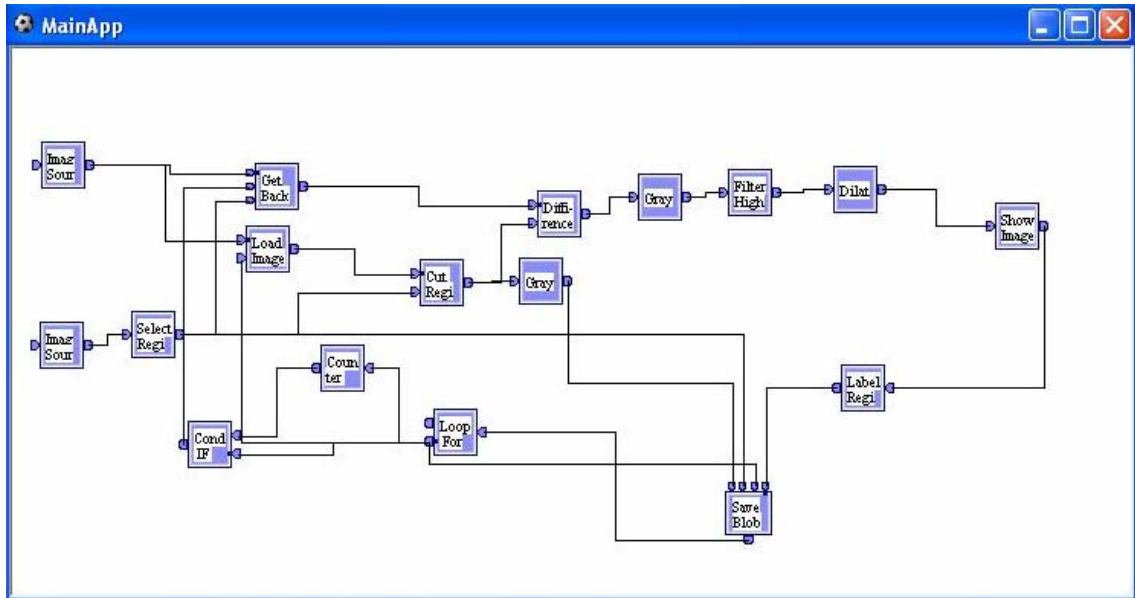 MainApp
Imag
Sour
Get
Back
Load
Image
Diffe-
rence
Gray
Filter
High
Dilat
Show
Image
Cut
Regi
Gray
Imag
Sour
Select
Regi
Coun
ter
Label
Regi
Cond
IF
Loop
For
Save
Blob